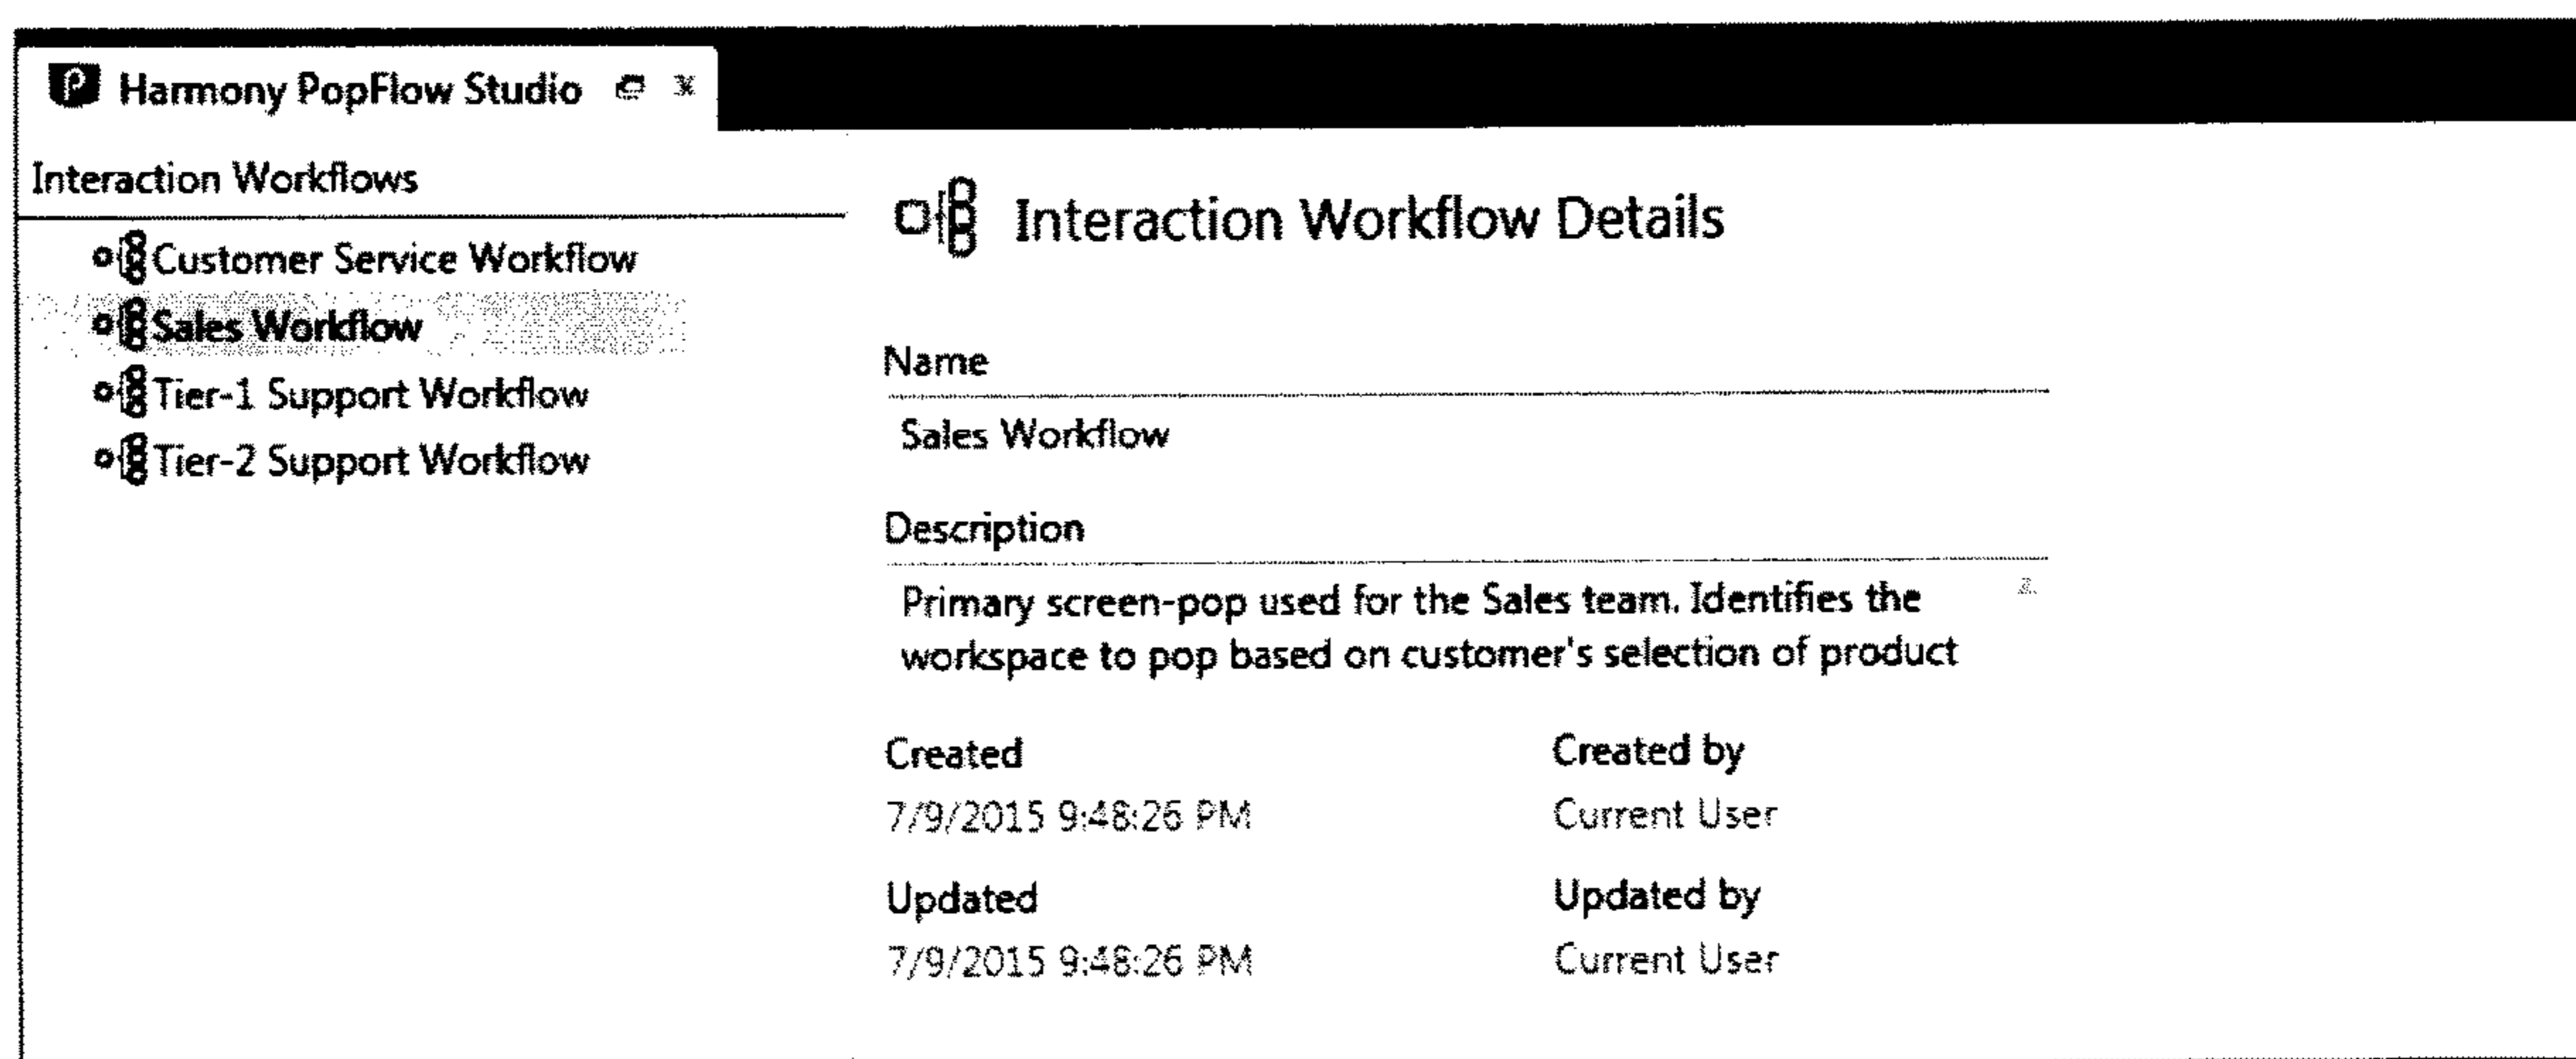 Harmony PopFlow Studio
Interaction Workflows
Customer Service Workflow
Sales Workflow
Tier-1 Support Workflow
Tier-2 Support Workflow
Interaction Workflow Details
Name
Sales Workflow
Description
Primary screen-pop used for the Sales team. Identifies the
workspace to pop based on customer's selection of product
Created Created by
7/9/2015 9:48:26 PM Current User
Updated Updated by
7/9/2015 9:48:26 PM Current User